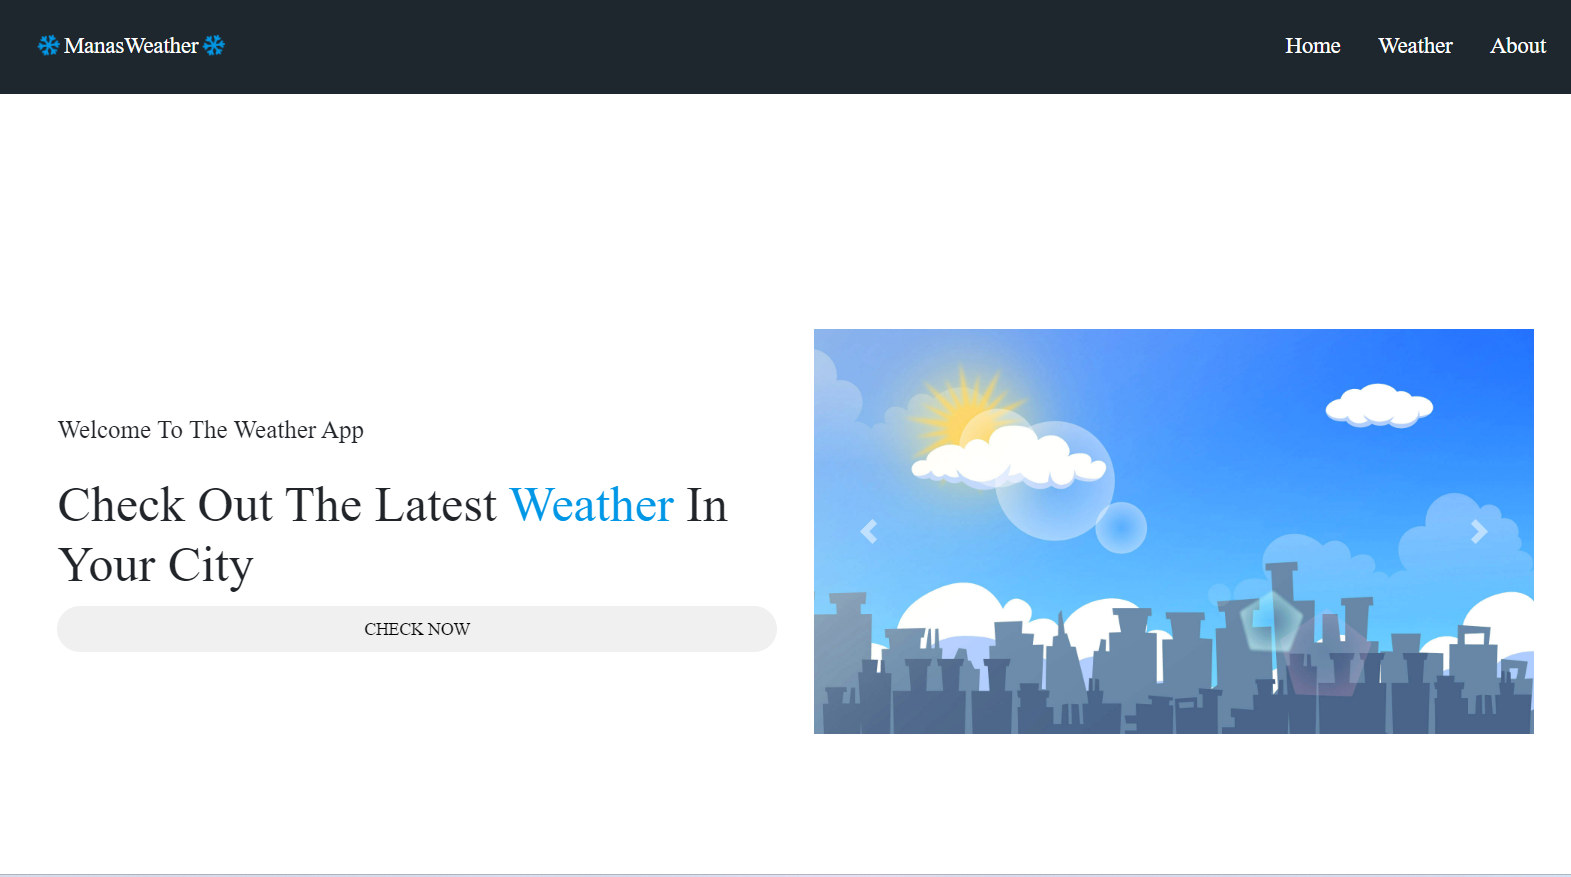 ManasWeather
Home Weather About
Welcome To The Weather App
Check Out The Latest Weather In
Your City
CHECK NOW